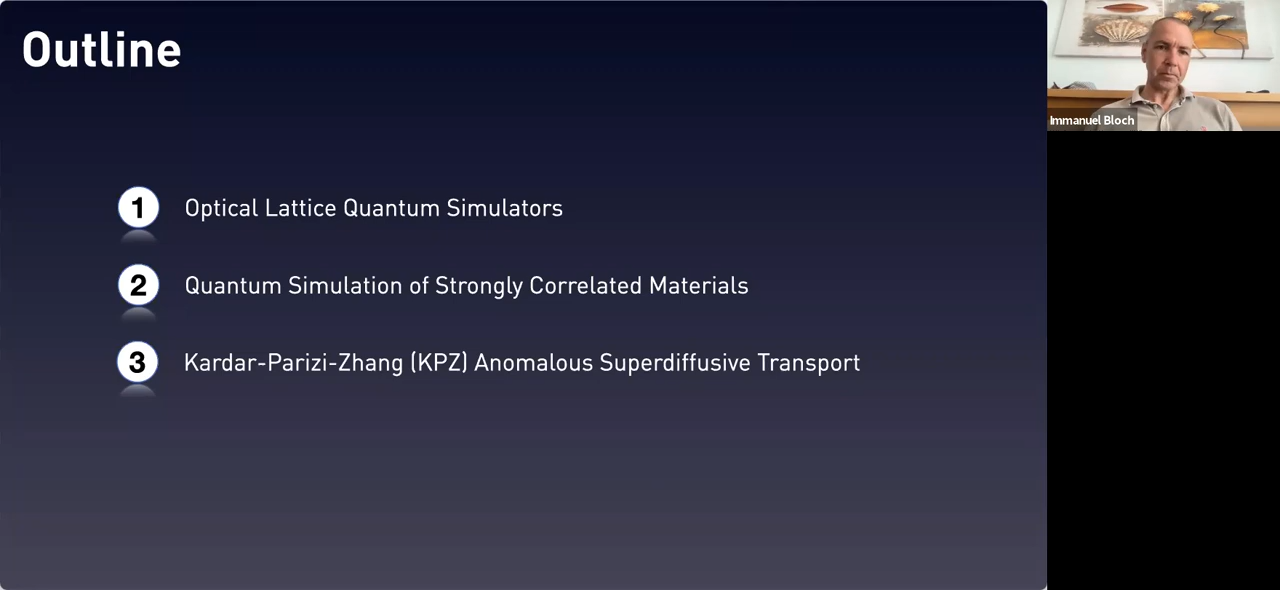 Outline
1 Optical Lattice Quantum Simulators
2 Quantum Simulation of Strongly Correlated Materials
3 Kardar-Parizi-Zhang (KPZ) Anomalous Superdiffusive Transport
Immanuel Bloch